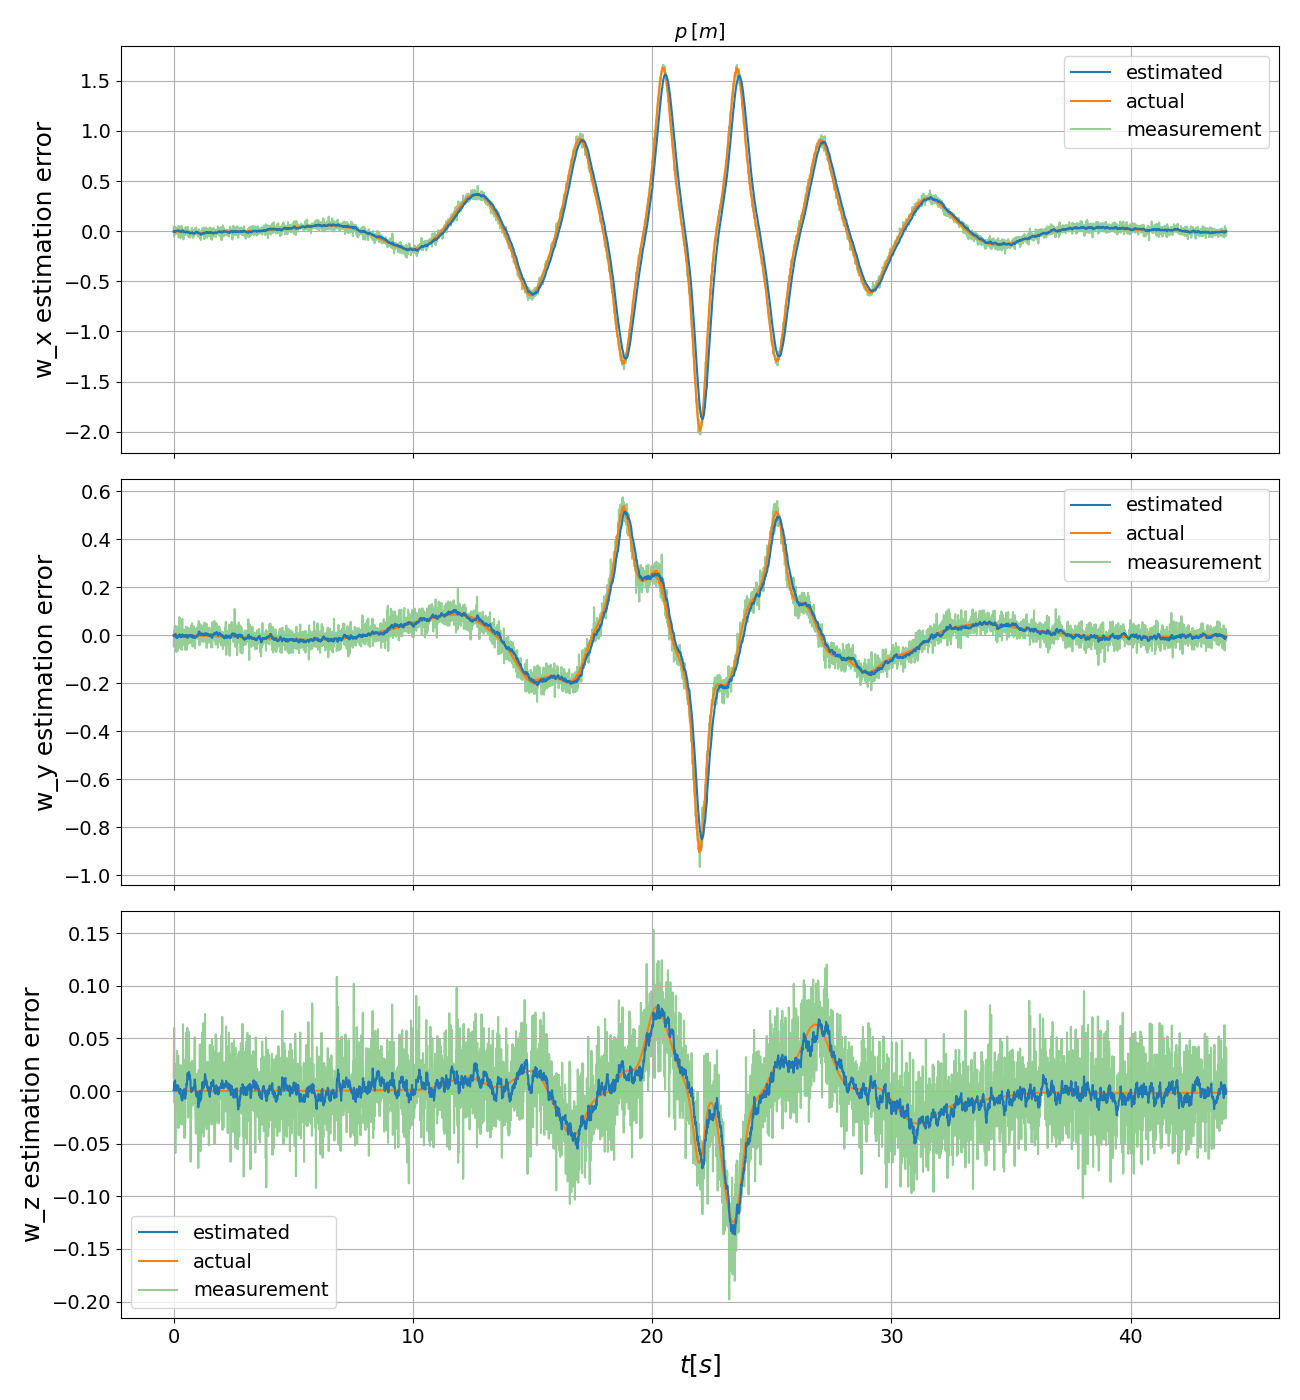 p [m]
w_x estimation error
1.5
1.0
0.5
0.0
−0.5
−1.0
−1.5
−2.0
estimated
actual
measurement
w_y estimation error
0.6
0.4
0.2
0.0
−0.2
−0.4
−0.6
−0.8
−1.0
estimated
actual
measurement
w_z estimation error
0.15
0.10
0.05
0.00
−0.05
−0.10
−0.15
−0.20
estimated
actual
measurement
0 10 20 30 40
t[s]